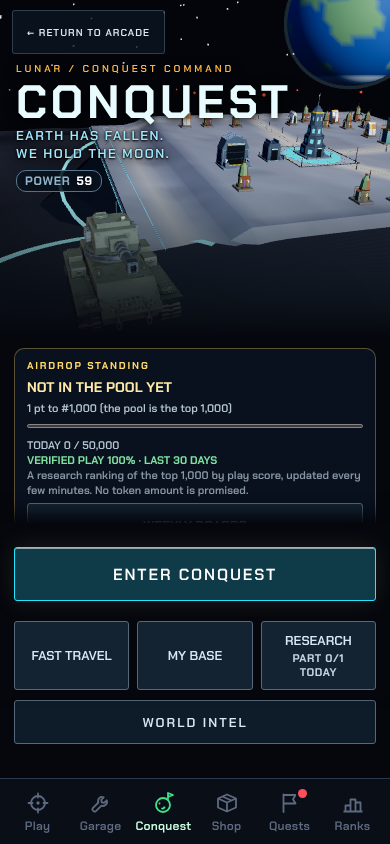 ← RETURN TO ARCADE
LUNAR / CONQUEST COMMAND
CONQUEST
EARTH HAS FALLEN.
WE HOLD THE MOON.
POWER 59
AIRDROP STANDING
NOT IN THE POOL YET
1 pt to #1,000 (the pool is the top 1,000)
TODAY 0 / 50,000
VERIFIED PLAY 100% · LAST 30 DAYS
A research ranking of the top 1,000 by play score, updated every
few minutes. No token amount is promised.
ENTER CONQUEST
FAST TRAVEL
MY BASE
RESEARCH
PART 0/1
TODAY
WORLD INTEL
Play
Garage
Conquest
Shop
Quests
Ranks